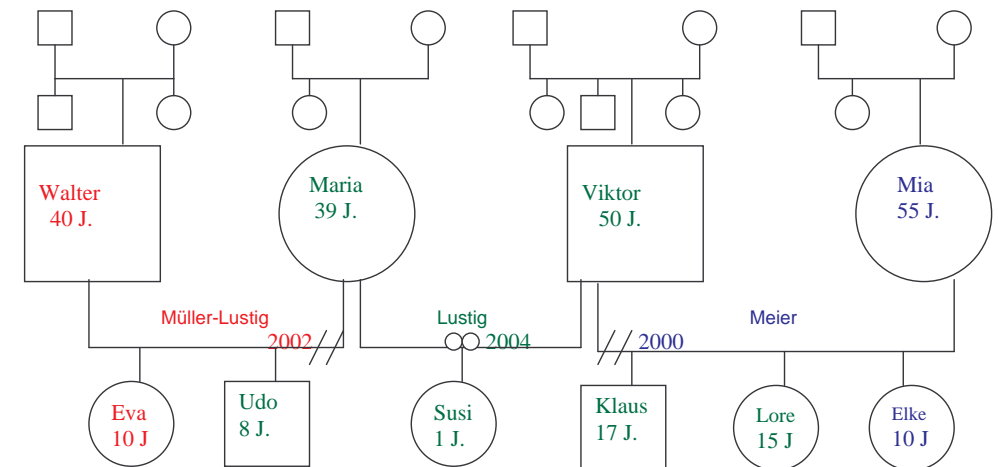 Walter
40 J.
Maria
39 J.
Viktor
50 J.
Mia
55 J.
Müller-Lustig
2002
Lustig
2004
Meier
2000
Eva
10 J
Udo
8 J.
Susi
1 J.
Klaus
17 J.
Lore
15 J
Elke
10 J